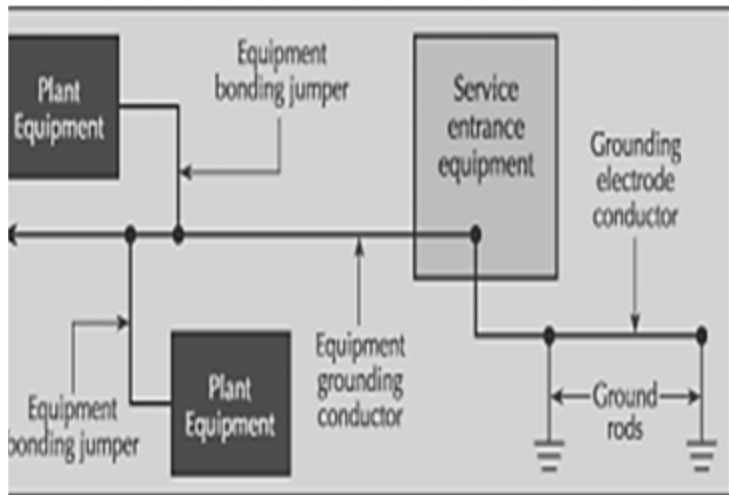 Plant
Equipment
Equipment
bonding jumper
Service
entrance
equipment
Grounding
electrode
conductor
Equipment
grounding
conductor
Equipment
bonding jumper
Plant
Equipment
Ground
rods